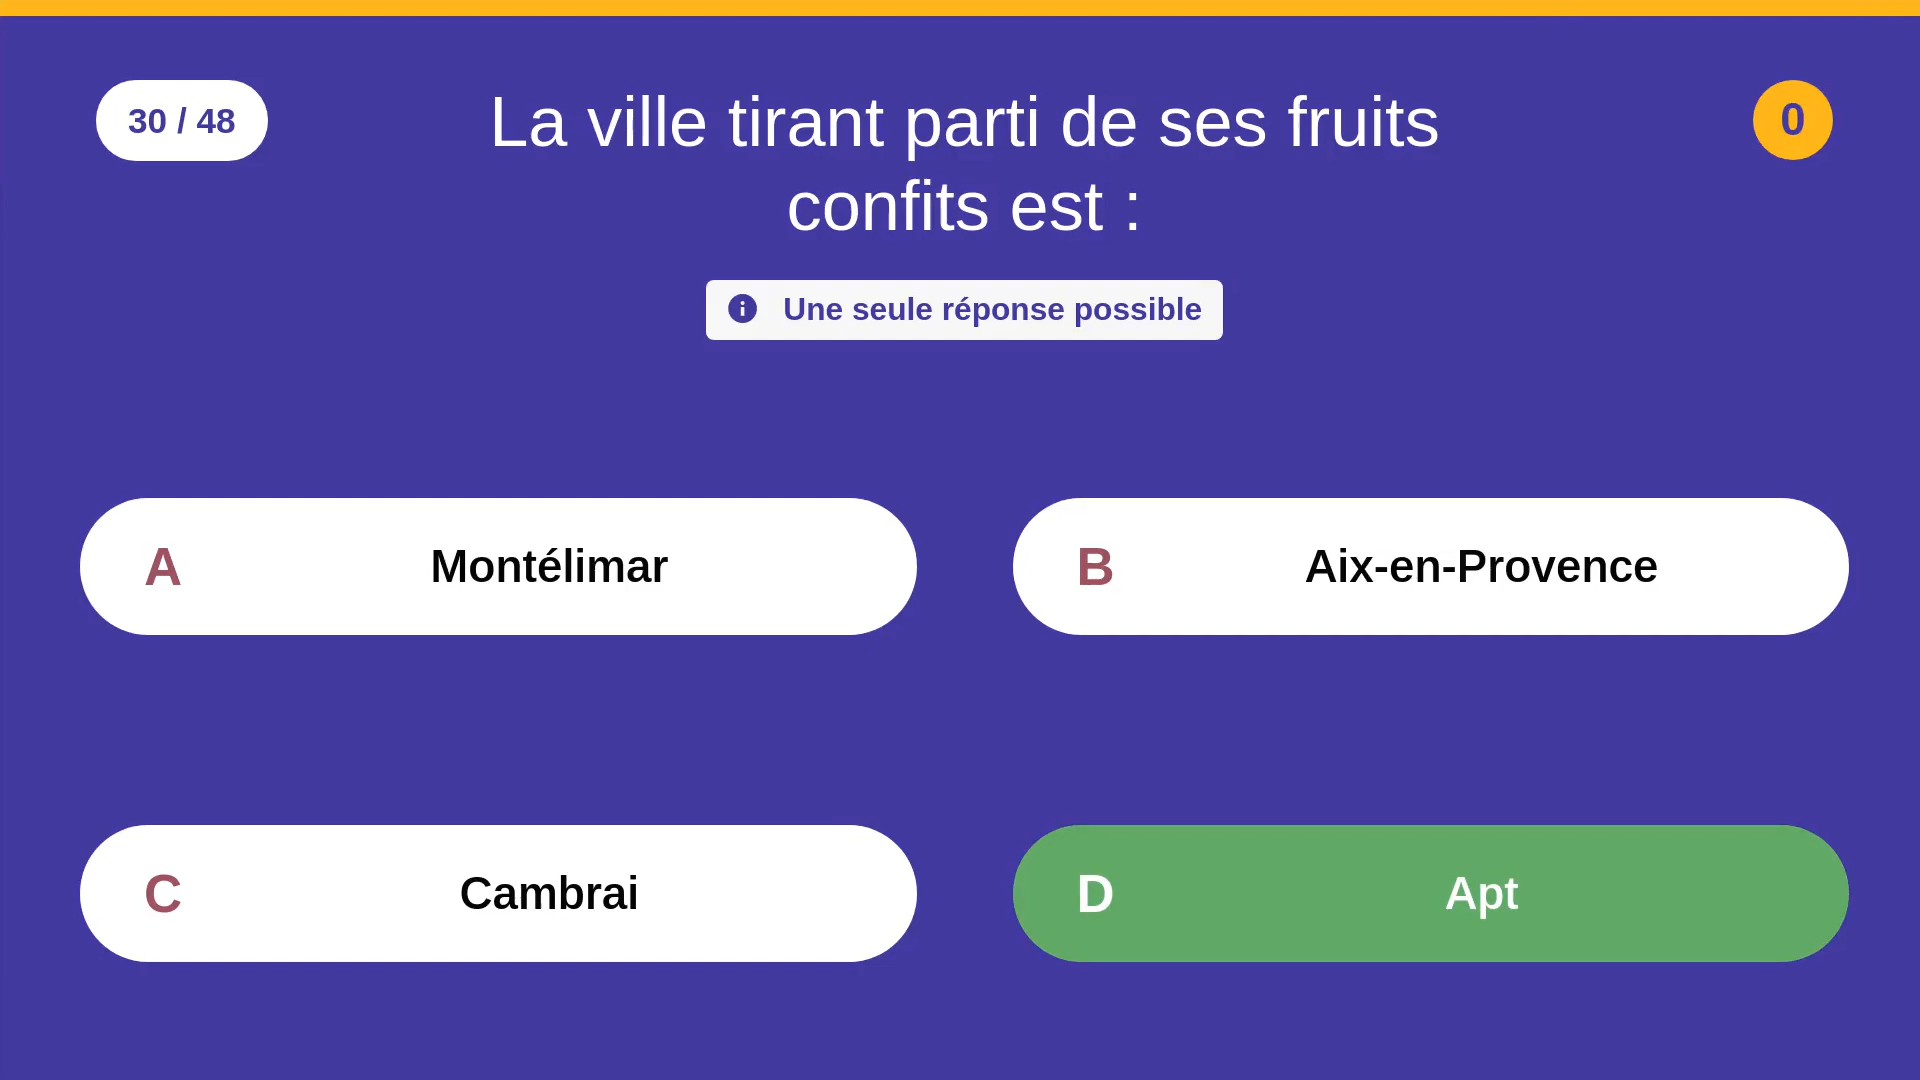 30 / 48
La ville tirant parti de ses fruits
confits est :
0
Une seule réponse possible
A
Montélimar
B
Aix-en-Provence
C
Cambrai
D
Apt